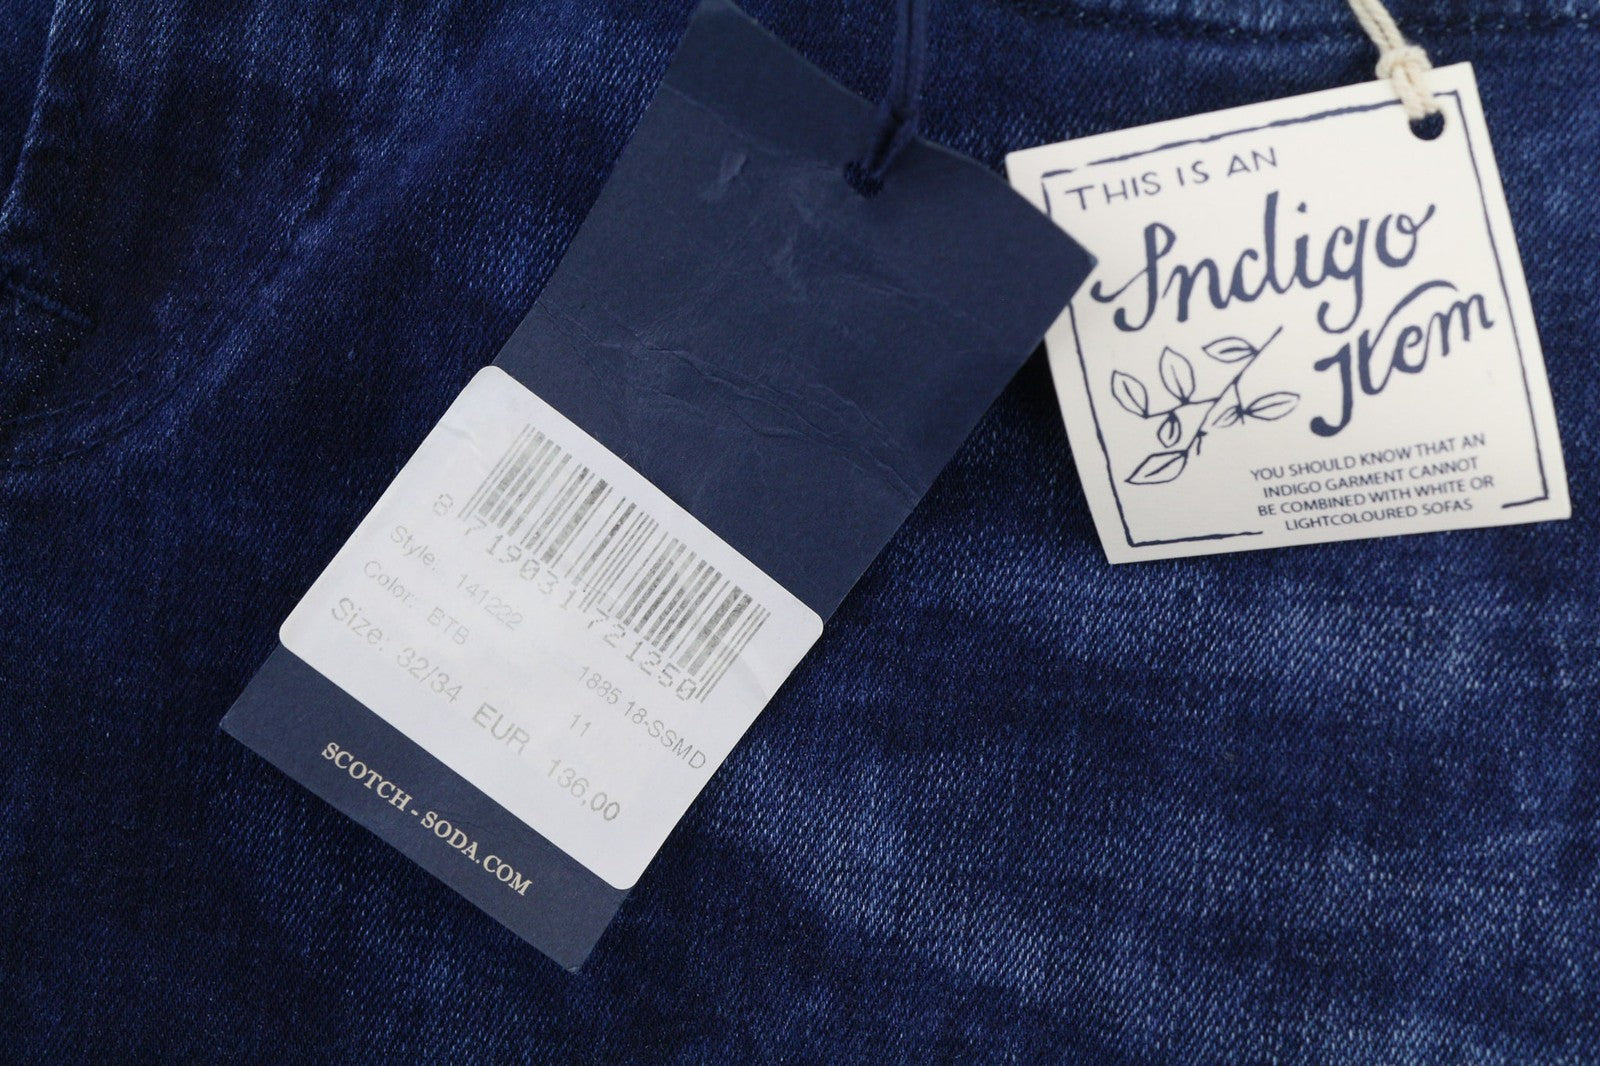 8 719031 721250
Style: 141222 1885 18-SSMD
Color: BTB 11
Size: 32/34 EUR 136,00
SCOTCH - SODA.COM
THIS IS AN
Indigo
Item
YOU SHOULD KNOW THAT AN
INDIGO GARMENT CANNOT
BE COMBINED WITH WHITE OR
LIGHTCOLOURED SOFAS